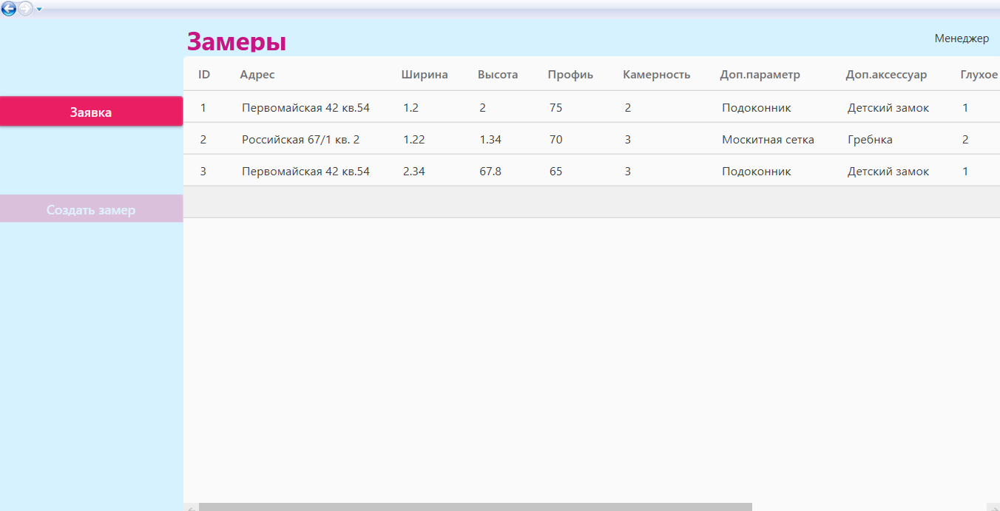 Замеры
Менеджер
ID Адрес Ширина Высота Профиь Камерность Доп.параметр Доп.аксессуар Глухое
Заявка
1 Первомайская 42 кв.54 1.2 2 75 2 Подоконник Детский замок 1
2 Российская 67/1 кв. 2 1.22 1.34 70 3 Москитная сетка Гребнка 2
3 Первомайская 42 кв.54 2.34 67.8 65 3 Подоконник Детский замок 1
Создать замер